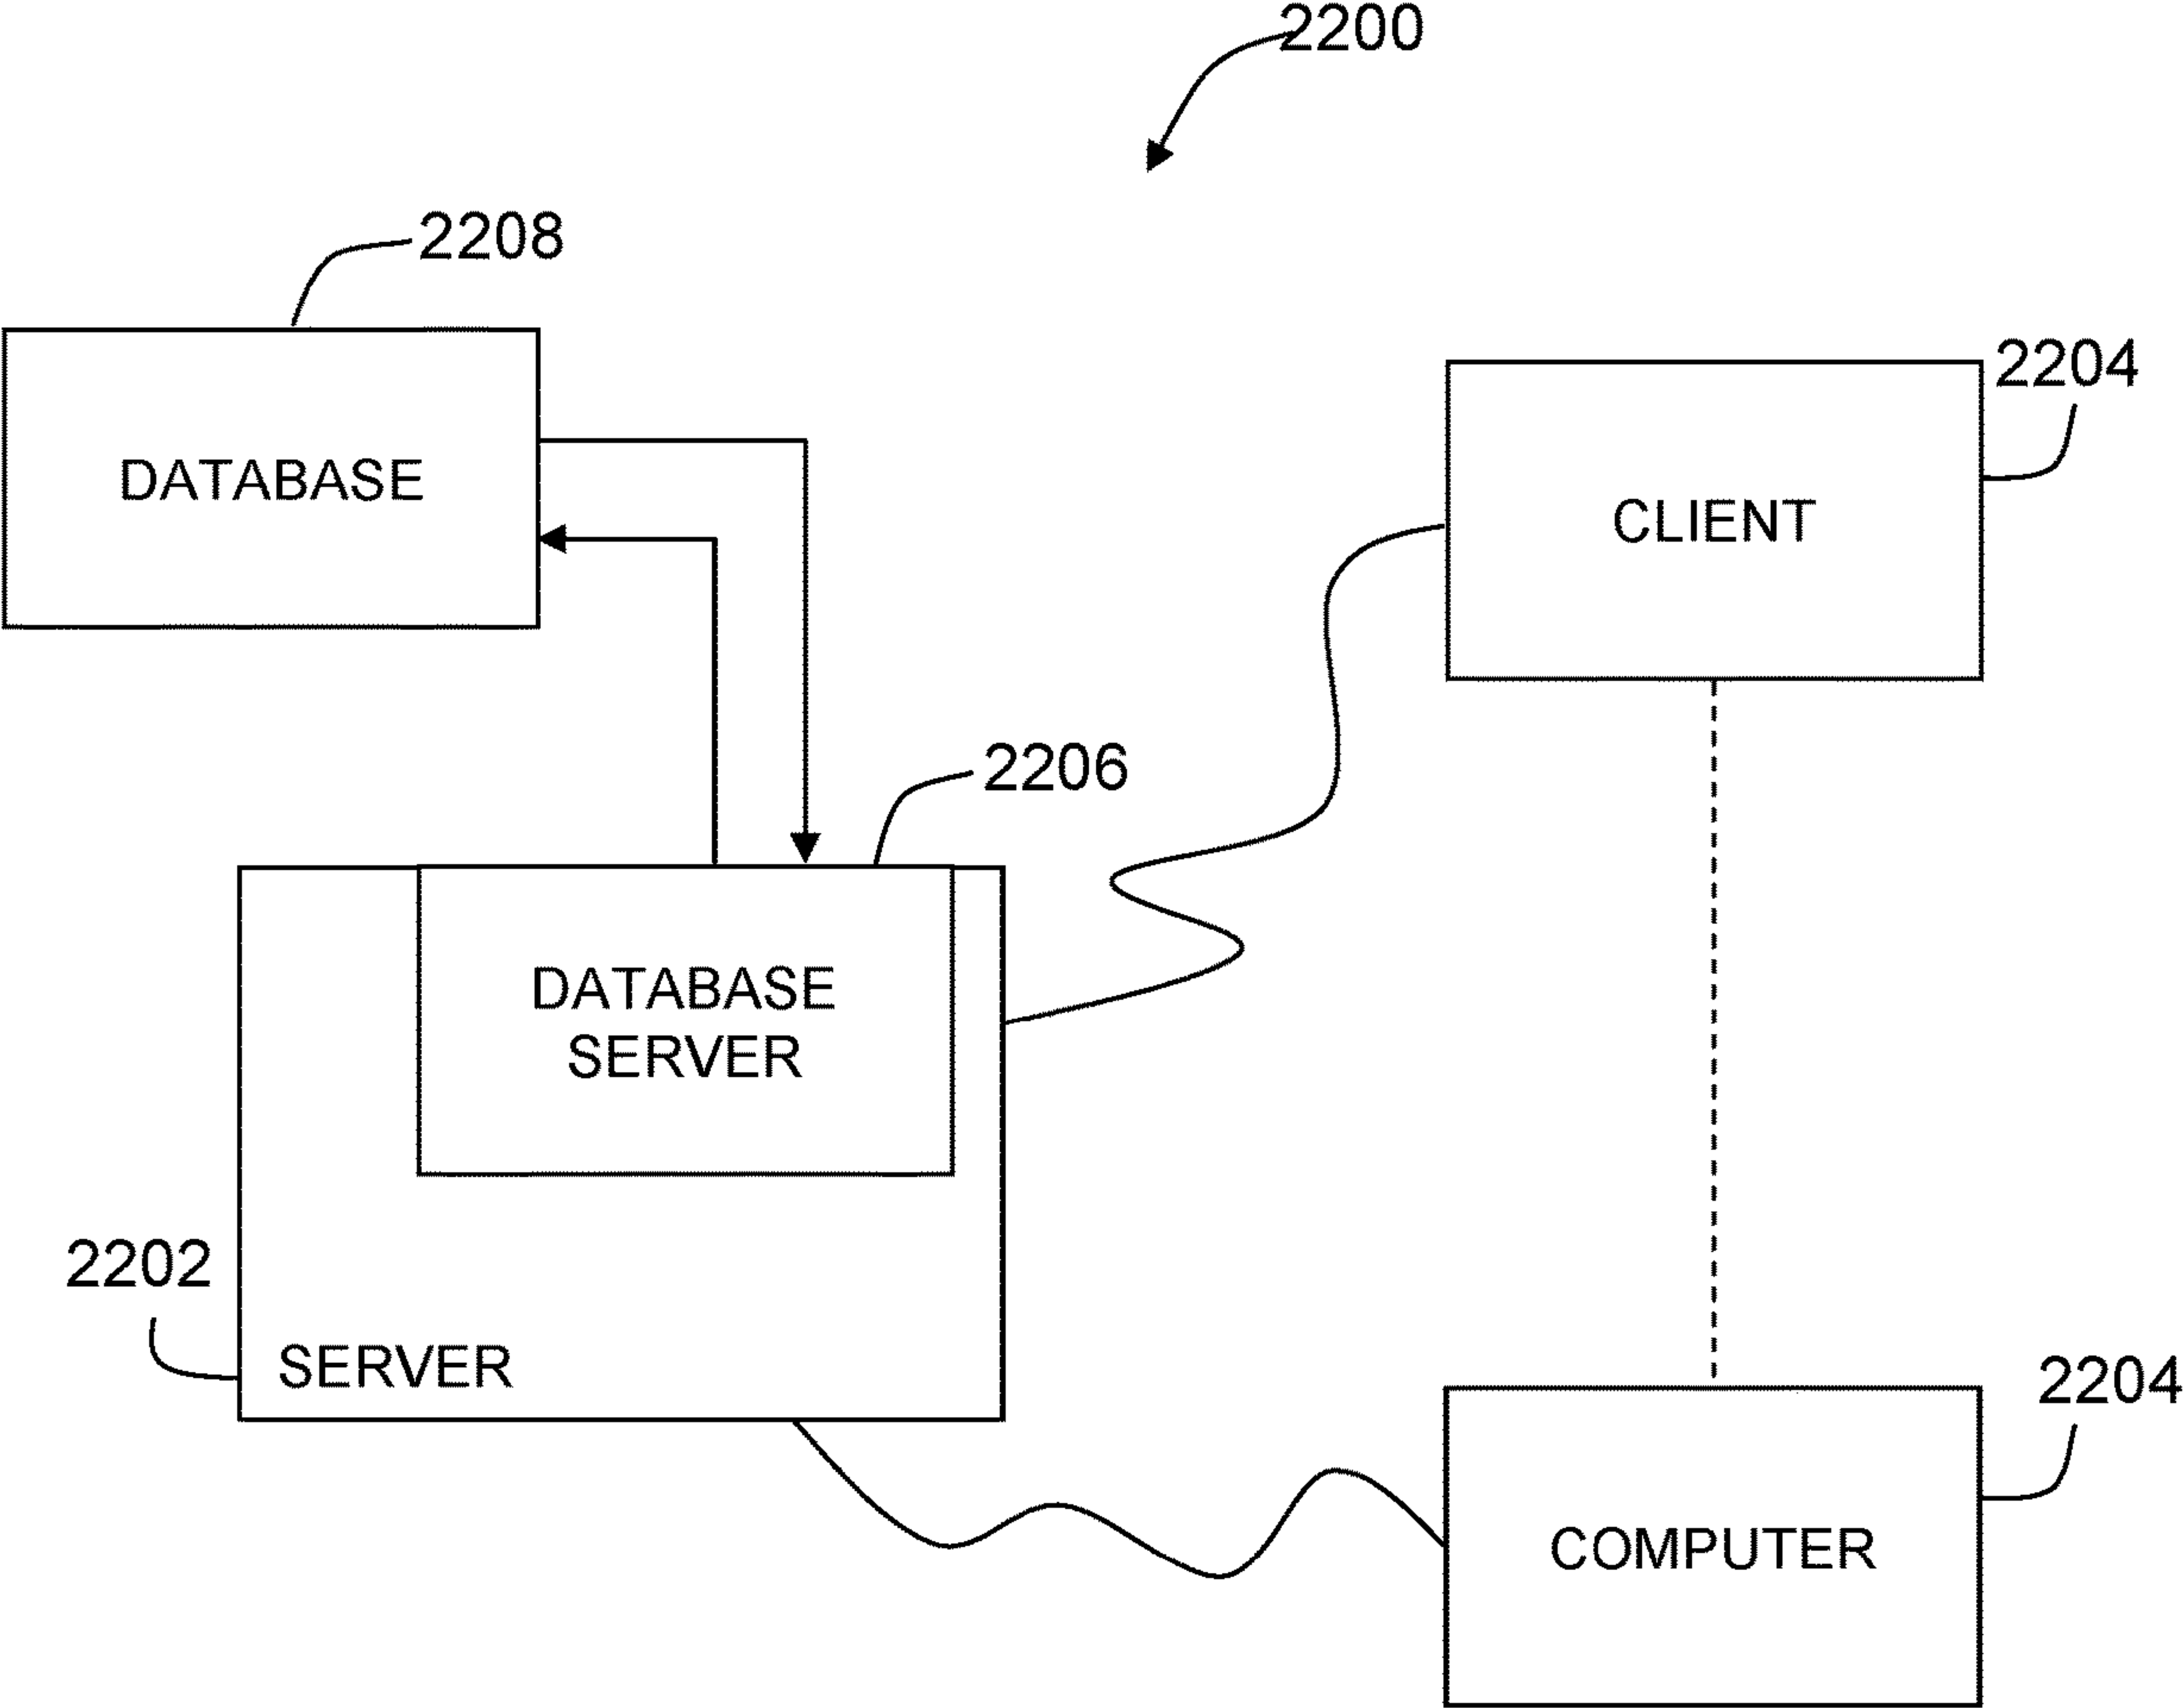 2200
2208
DATABASE
2204
CLIENT
2206
DATABASE
SERVER
2202
SERVER
2204
COMPUTER